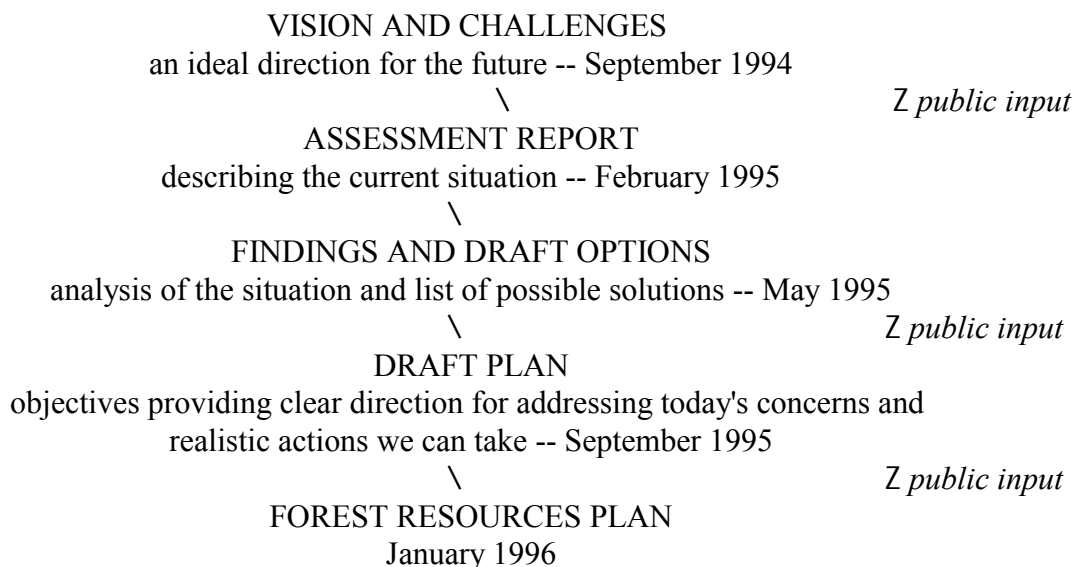 VISION AND CHALLENGES
an ideal direction for the future -- September 1994
\ Z public input
ASSESSMENT REPORT
describing the current situation -- February 1995
\
FINDINGS AND DRAFT OPTIONS
analysis of the situation and list of possible solutions -- May 1995
\ Z public input
DRAFT PLAN
objectives providing clear direction for addressing today's concerns and
realistic actions we can take -- September 1995
\ Z public input
FOREST RESOURCES PLAN
January 1996